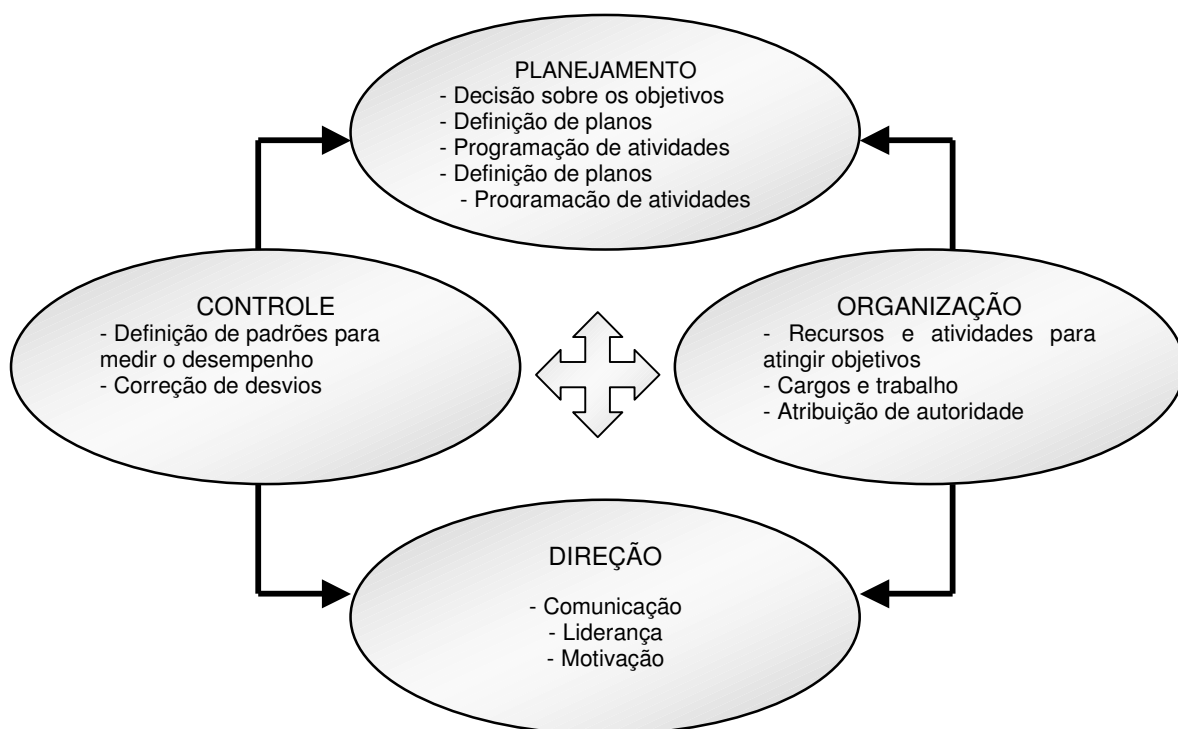 PLANEJAMENTO
- Decisão sobre os objetivos
- Definição de planos
- Programação de atividades
- Definição de planos
- Programação de atividades
CONTROLE
- Definição de padrões para
medir o desempenho
- Correção de desvios
ORGANIZAÇÃO
- Recursos e atividades para
atingir objetivos
- Cargos e trabalho
- Atribuição de autoridade
DIREÇÃO
- Comunicação
- Liderança
- Motivação